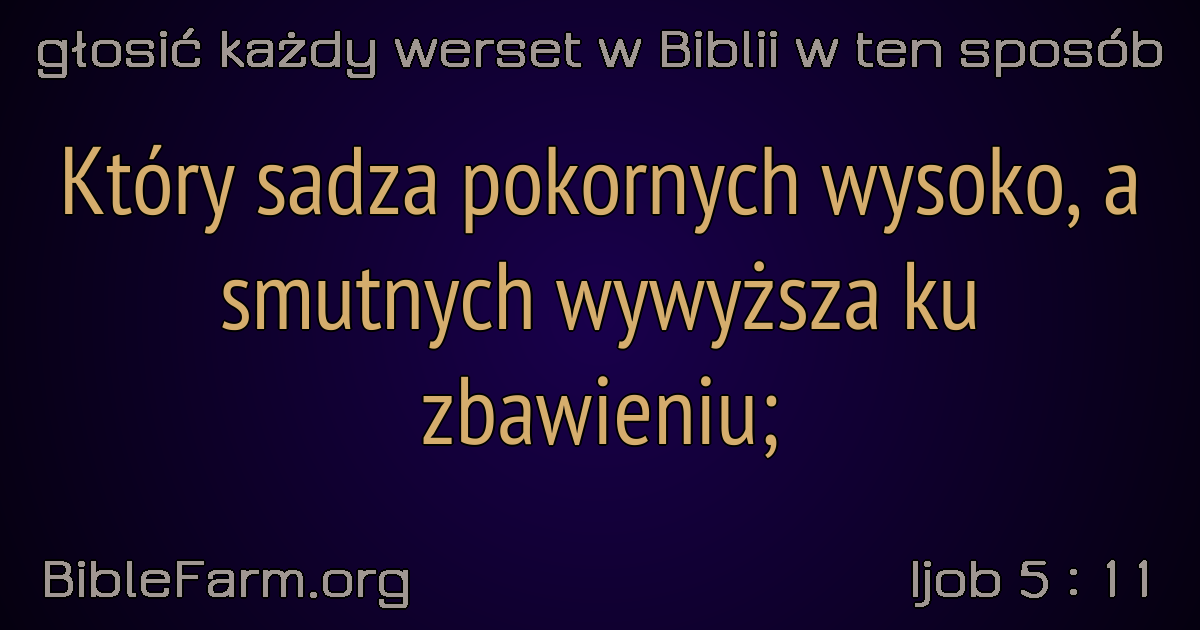 głosić każdy werset w Biblii w ten sposób
Który sadza pokornych wysoko, a
smutnych wywyższa ku
zbawieniu;
BibleFarm.org
Ijob 5 : 11